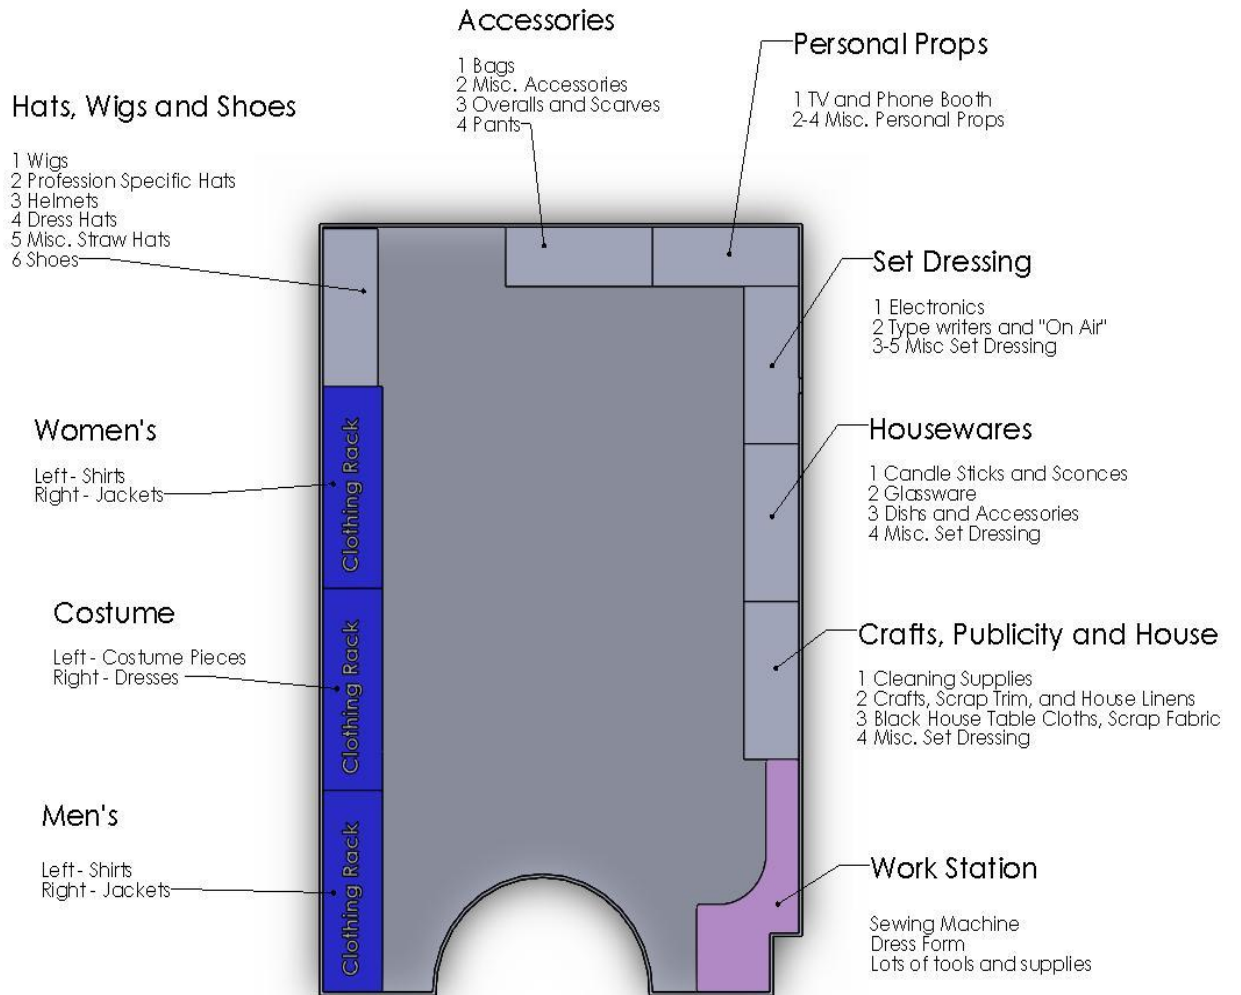 Accessories
1 Bags
2 Misc. Accessories
3 Overalls and Scarves
4 Pants
Personal Props
1 TV and Phone Booth
2-4 Misc. Personal Props
Hats, Wigs and Shoes
1 Wigs
2 Profession Specific Hats
3 Helmets
4 Dress Hats
5 Misc. Straw Hats
6 Shoes
Set Dressing
1 Electronics
2 Type writers and "On Air"
3-5 Misc Set Dressing
Women's
Left - Shirts
Right - Jackets
Clothing Rack
Housewares
1 Candle Sticks and Sconces
2 Glassware
3 Dishs and Accessories
4 Misc. Set Dressing
Costume
Left - Costume Pieces
Right - Dresses
Clothing Rack
Crafts, Publicity and House
1 Cleaning Supplies
2 Crafts, Scrap Trim, and House Linens
3 Black House Table Cloths, Scrap Fabric
4 Misc. Set Dressing
Men's
Left - Shirts
Right - Jackets
Clothing Rack
Work Station
Sewing Machine
Dress Form
Lots of tools and supplies